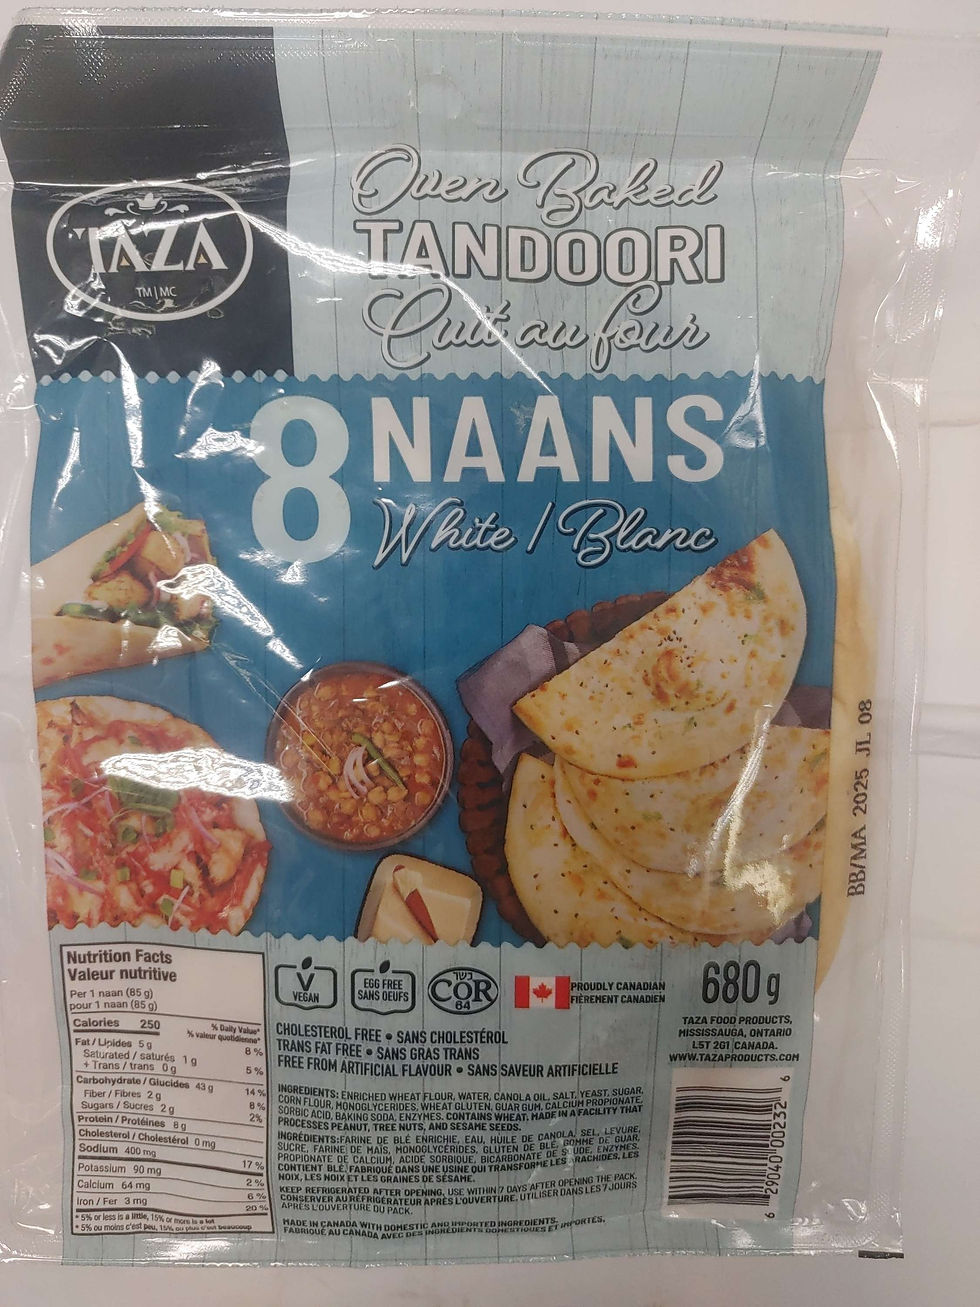 TAZA
TM|MC
Oven Baked
TANDOORI
Cuit au four
8 NAANS
White / Blanc
BB/MA 2025 JL 08
Nutrition Facts
Valeur nutritive
Per 1 naan (85 g)
pour 1 naan (85 g)
Calories 250
% Daily Value*
% valeur quotidienne*
Fat / Lipides 5 g 8 %
Saturated / saturés 1 g
+ Trans / trans 0 g 5 %
Carbohydrate / Glucides 43 g 14 %
Fiber / Fibres 2 g 8 %
Sugars / Sucres 2 g 2%
Protein / Protéines 8 g
Cholesterol / Cholestérol 0 mg
Sodium 400 mg 17 %
Potassium 90 mg 2 %
Calcium 64 mg 6 %
Iron / Fer 3 mg 20 %
* 5% or less is a little, 15% or more is a lot
* 5% ou moins c'est peu, 15% ou plus c'est beaucoup
V
VEGAN
EGG FREE
SANS OEUFS
כשר
COR
64
PROUDLY CANADIAN
FIÈREMENT CANADIEN
CHOLESTEROL FREE • SANS CHOLESTÉROL
TRANS FAT FREE • SANS GRAS TRANS
FREE FROM ARTIFICIAL FLAVOUR • SANS SAVEUR ARTIFICIELLE
INGREDIENTS: ENRICHED WHEAT FLOUR, WATER, CANOLA OIL, SALT, YEAST, SUGAR,
CORN FLOUR, MONOGLYCERIDES, WHEAT GLUTEN, GUAR GUM, CALCIUM PROPIONATE,
SORBIC ACID, BAKING SODA, ENZYMES. CONTAINS WHEAT. MADE IN A FACILITY THAT
PROCESSES PEANUT, TREE NUTS, AND SESAME SEEDS.
INGRÉDIENTS:FARINE DE BLÉ ENRICHIE, EAU, HUILE DE CANOLA, SEL, LEVURE,
SUCRE, FARINE DE MAÏS, MONOGLYCÉRIDES, GLUTEN DE BLÉ, GOMME DE GUAR,
PROPIONATE DE CALCIUM, ACIDE SORBIQUE, BICARBONATE DE SOUDE, ENZYMES.
CONTIENT BLÉ. FABRIQUÉ DANS UNE USINE QUI TRANSFORME LES ARACHIDES, LES
NOIX, LES NOIX ET LES GRAINES DE SÉSAME.
KEEP REFRIGERATED AFTER OPENING, USE WITHIN 7 DAYS AFTER OPENING THE PACK.
CONSERVER AU RÉFRIGÉRATEUR APRÈS L'OUVERTURE. UTILISER DANS LES 7 JOURS
APRÈS L'OUVERTURE DU PACK.
MADE IN CANADA WITH DOMESTIC AND IMPORTED INGREDIENTS.
FABRIQUÉ AU CANADA AVEC DES INGRÉDIENTS DOMESTIQUES ET IMPORTÉS.
680 g
TAZA FOOD PRODUCTS,
MISSISSAUGA, ONTARIO
L5T 2G1 CANADA.
WWW.TAZAPRODUCTS.COM
6 29040 00232 6